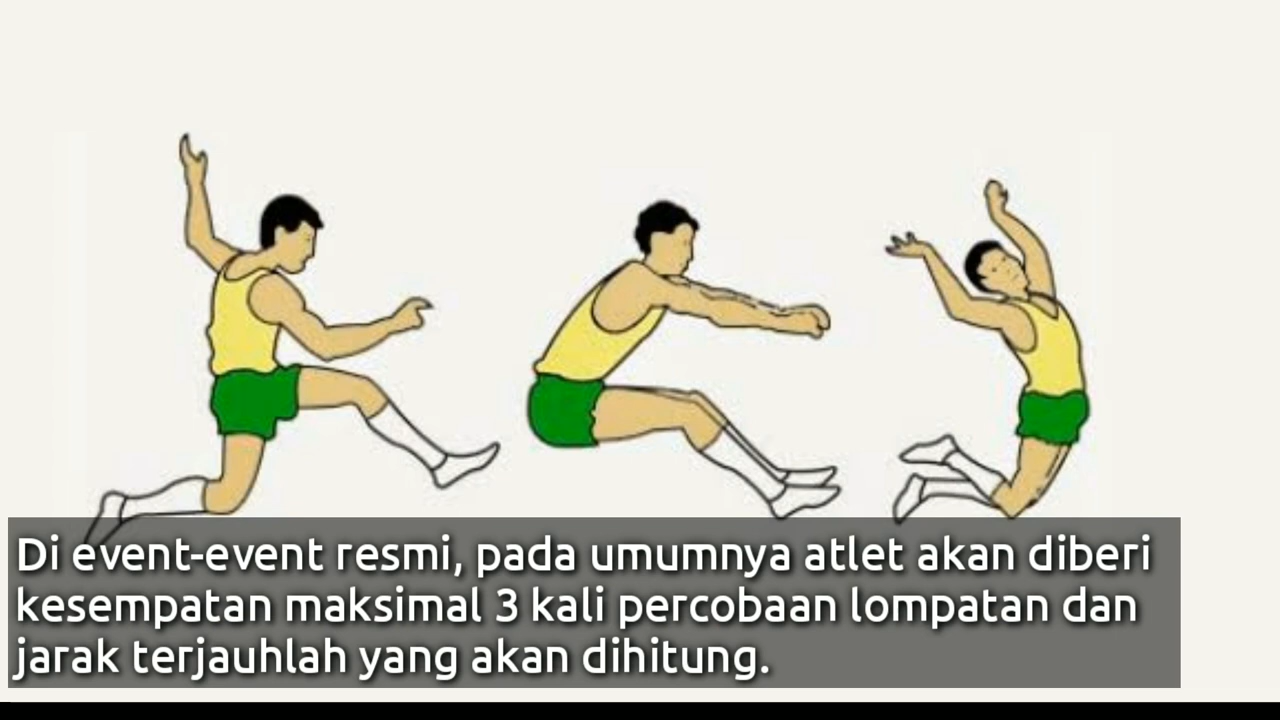 Di event-event resmi, pada umumnya atlet akan diberi
kesempatan maksimal 3 kali percobaan lompatan dan
jarak terjauhlah yang akan dihitung.